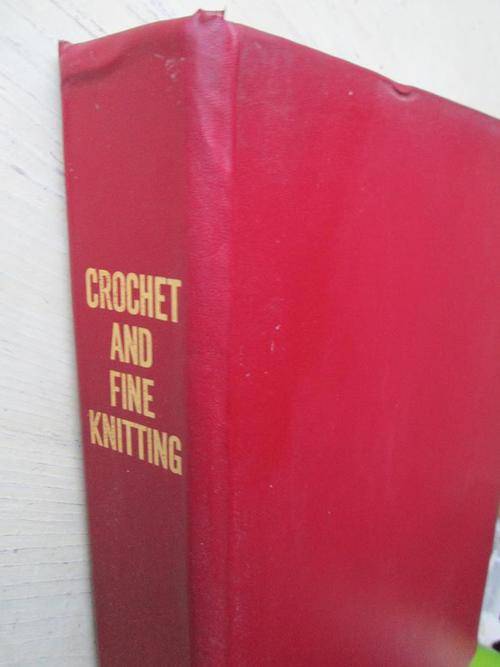 CROCHET
AND
FINE
KNITTING